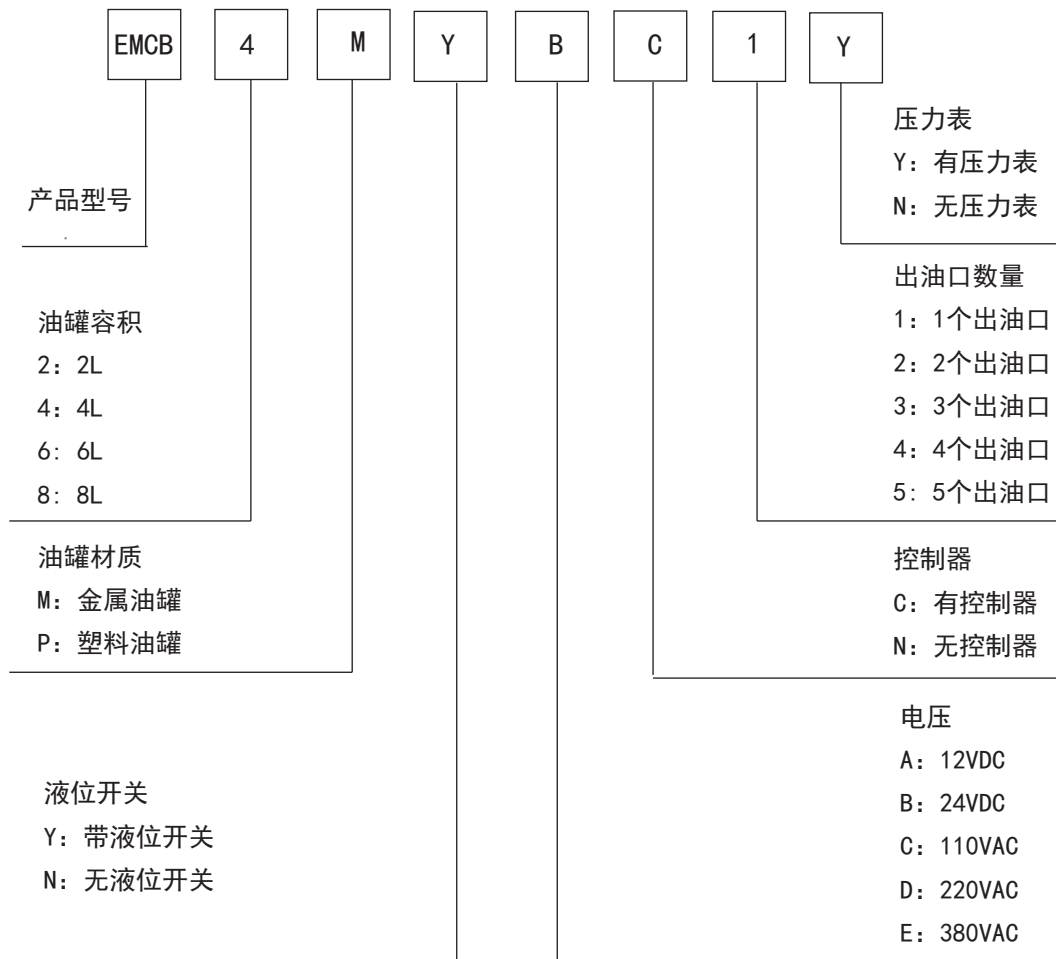 EMCB 4 M Y B C 1 Y
产品型号
油罐容积
2：2L
4：4L
6：6L
8：8L
油罐材质
M：金属油罐
P：塑料油罐
液位开关
Y：带液位开关
N：无液位开关
压力表
Y：有压力表
N：无压力表
出油口数量
1：1个出油口
2：2个出油口
3：3个出油口
4：4个出油口
5：5个出油口
控制器
C：有控制器
N：无控制器
电压
A：12VDC
B：24VDC
C：110VAC
D：220VAC
E：380VAC